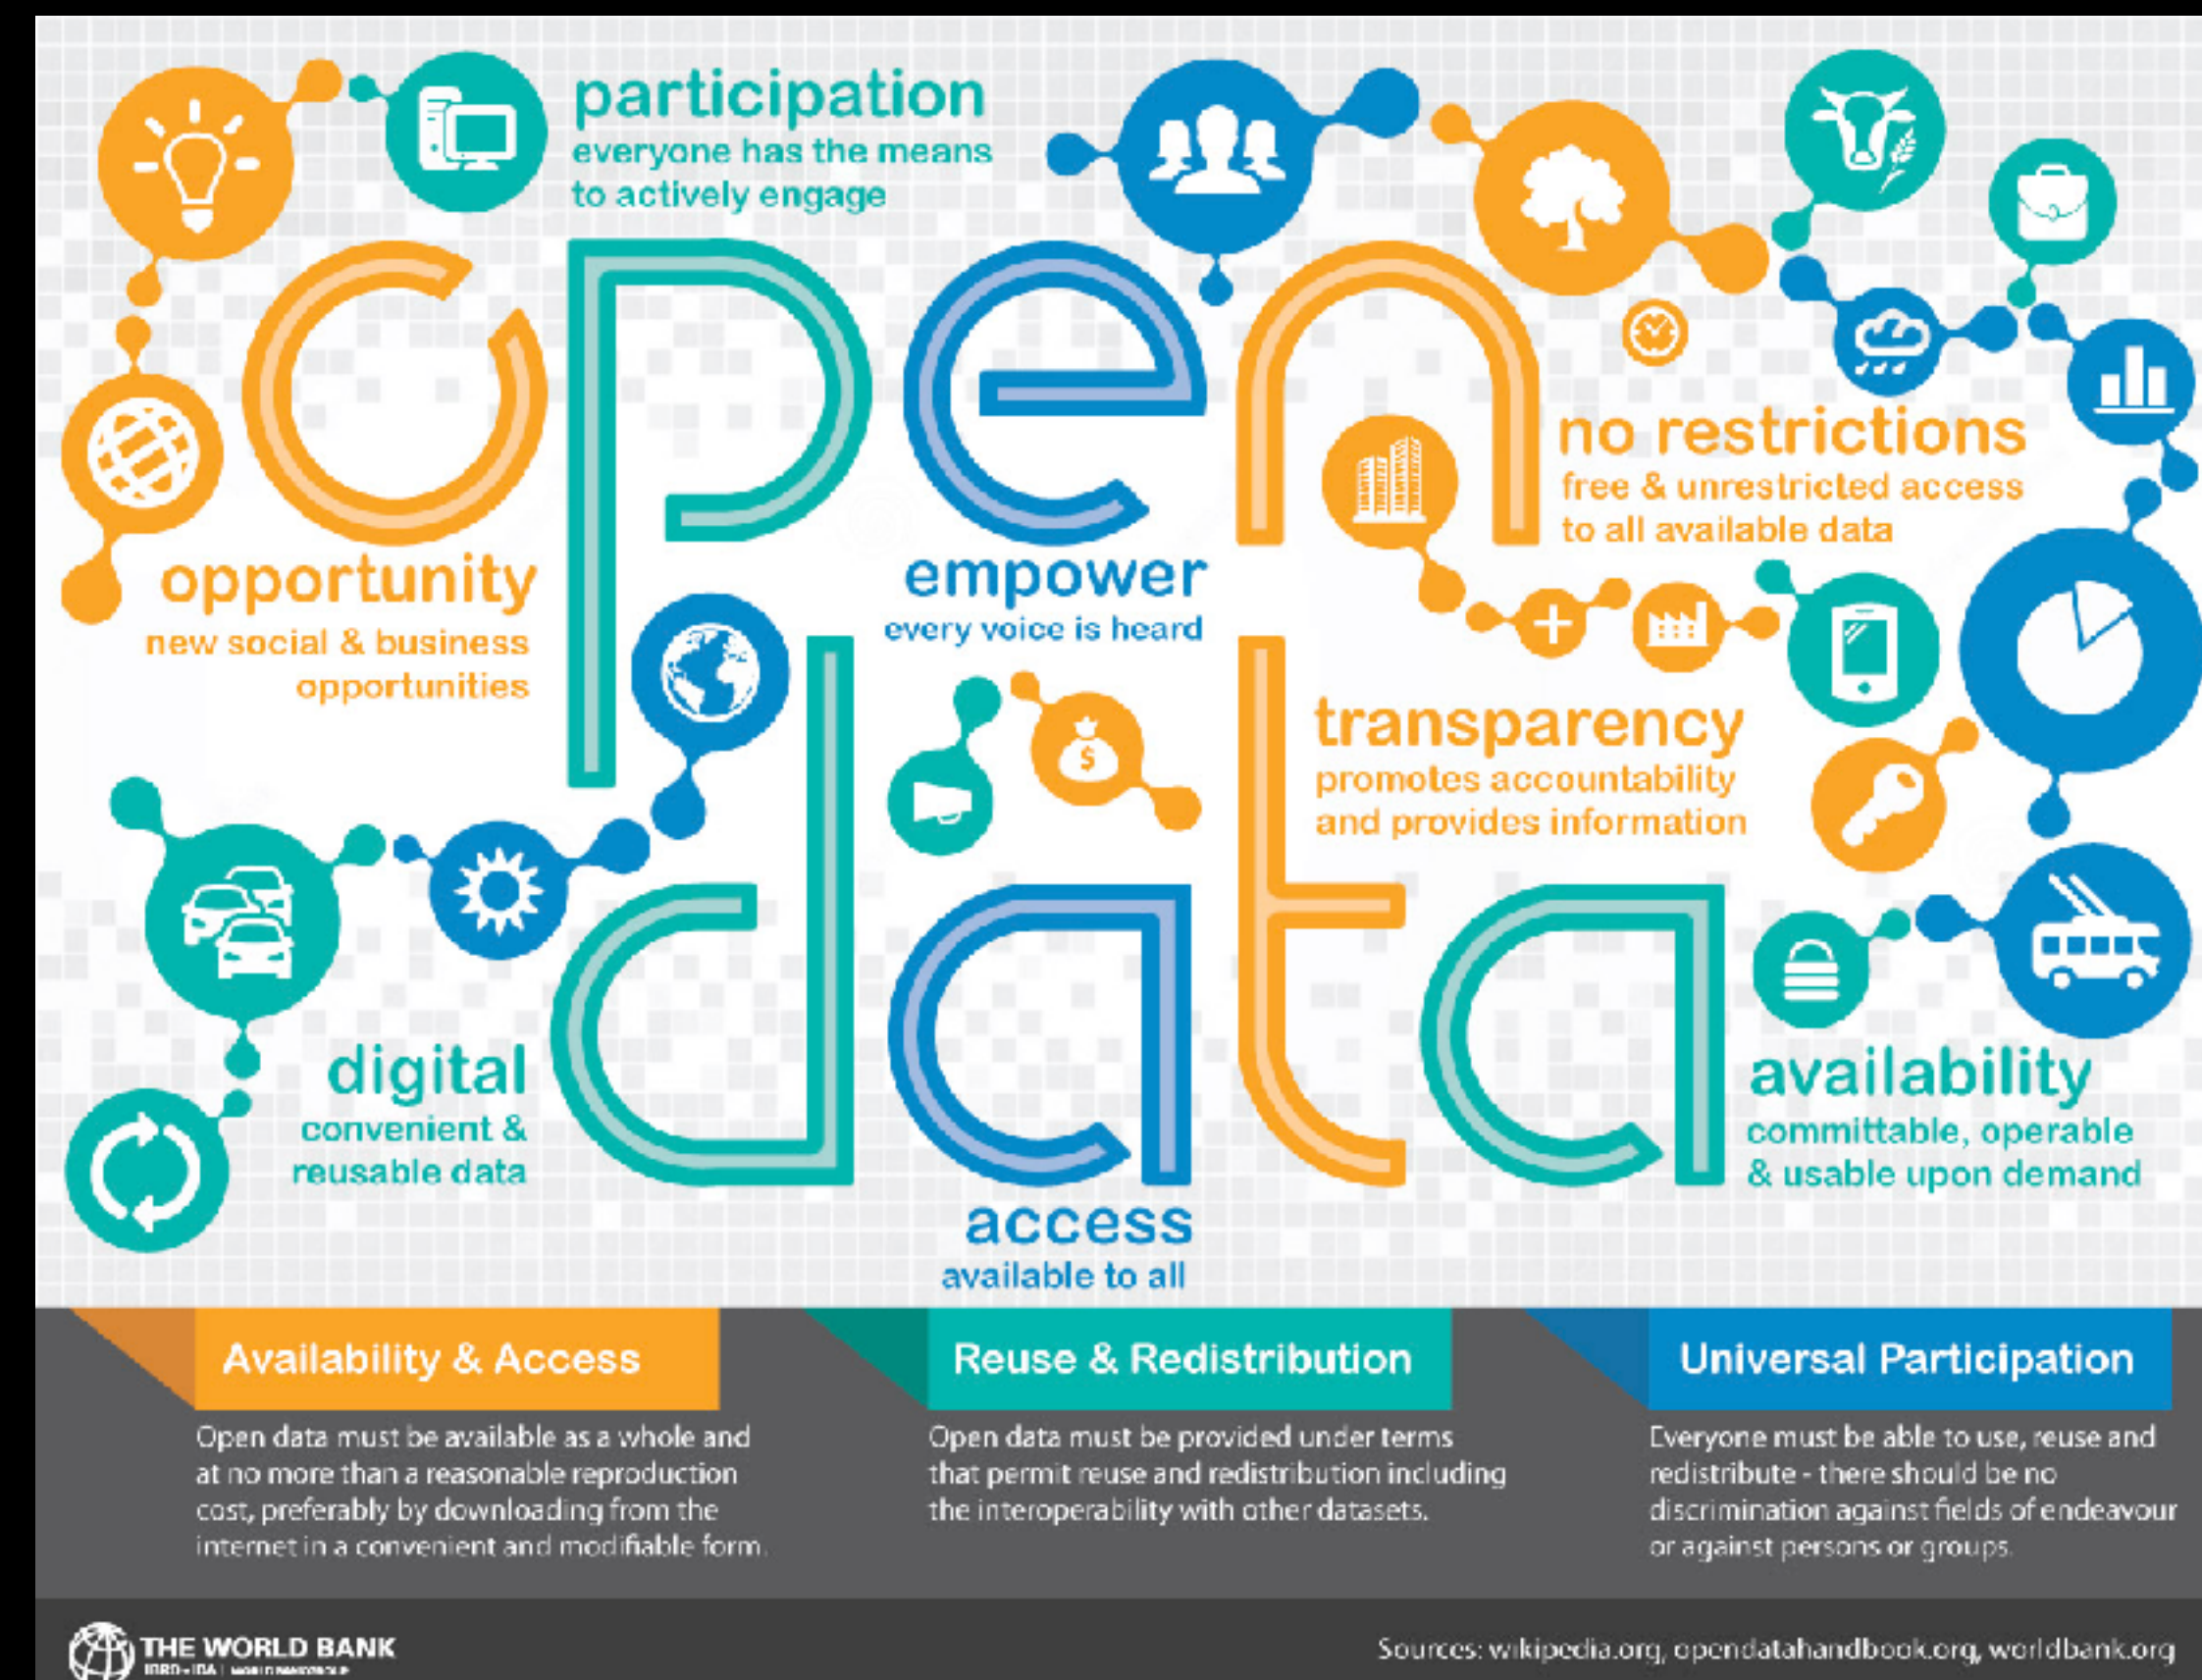 participation
everyone has the means
to actively engage
open
opportunity
new social & business
opportunities
empower
every voice is heard
no restrictions
free & unrestricted access
to all available data
$
transparency
promotes accountability
and provides information
data
digital
convenient &
reusable data
access
available to all
availability
committable, operable
& usable upon demand
Availability & Access
Open data must be available as a whole and
at no more than a reasonable reproduction
cost, preferably by downloading from the
internet in a convenient and modifiable form.
Reuse & Redistribution
Open data must be provided under terms
that permit reuse and redistribution including
the interoperability with other datasets.
Universal Participation
Everyone must be able to use, reuse and
redistribute - there should be no
discrimination against fields of endeavour
or against persons or groups.
THE WORLD BANK
IBRD • IDA | WORLD BANK GROUP
Sources: wikipedia.org, opendatahandbook.org, worldbank.org